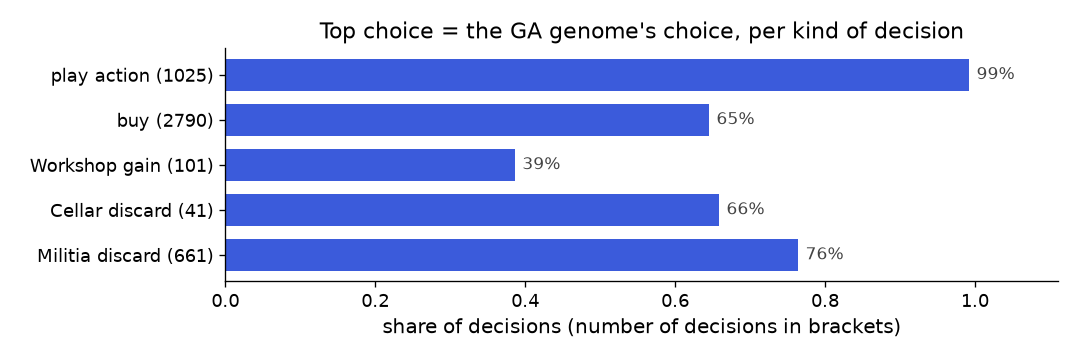 Top choice = the GA genome's choice, per kind of decision
play action (1025)
99%
buy (2790)
65%
Workshop gain (101)
39%
Cellar discard (41)
66%
Militia discard (661)
76%
0.0 0.2 0.4 0.6 0.8 1.0
share of decisions (number of decisions in brackets)